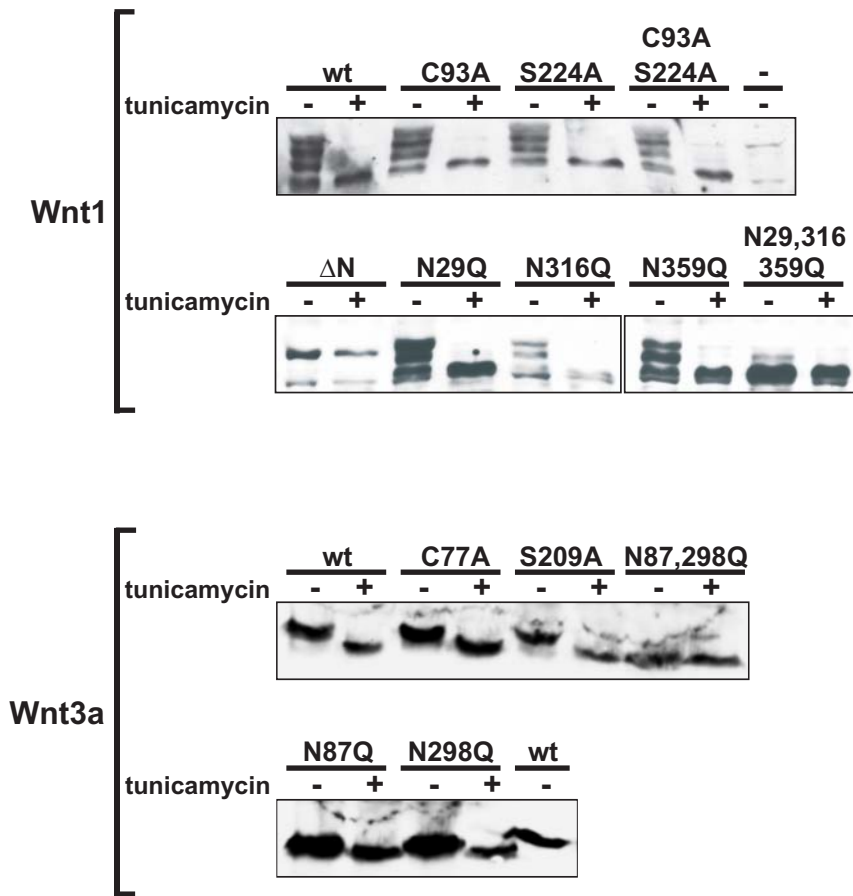 C93A
wt C93A S224A S224A -
tunicamycin - + - + - + - + -
Wnt1
N29,316
ΔN N29Q N316Q N359Q 359Q
tunicamycin - + - + - + - + - +
wt C77A S209A N87,298Q
tunicamycin - + - + - + - +
Wnt3a
N87Q N298Q wt
tunicamycin - + - + -